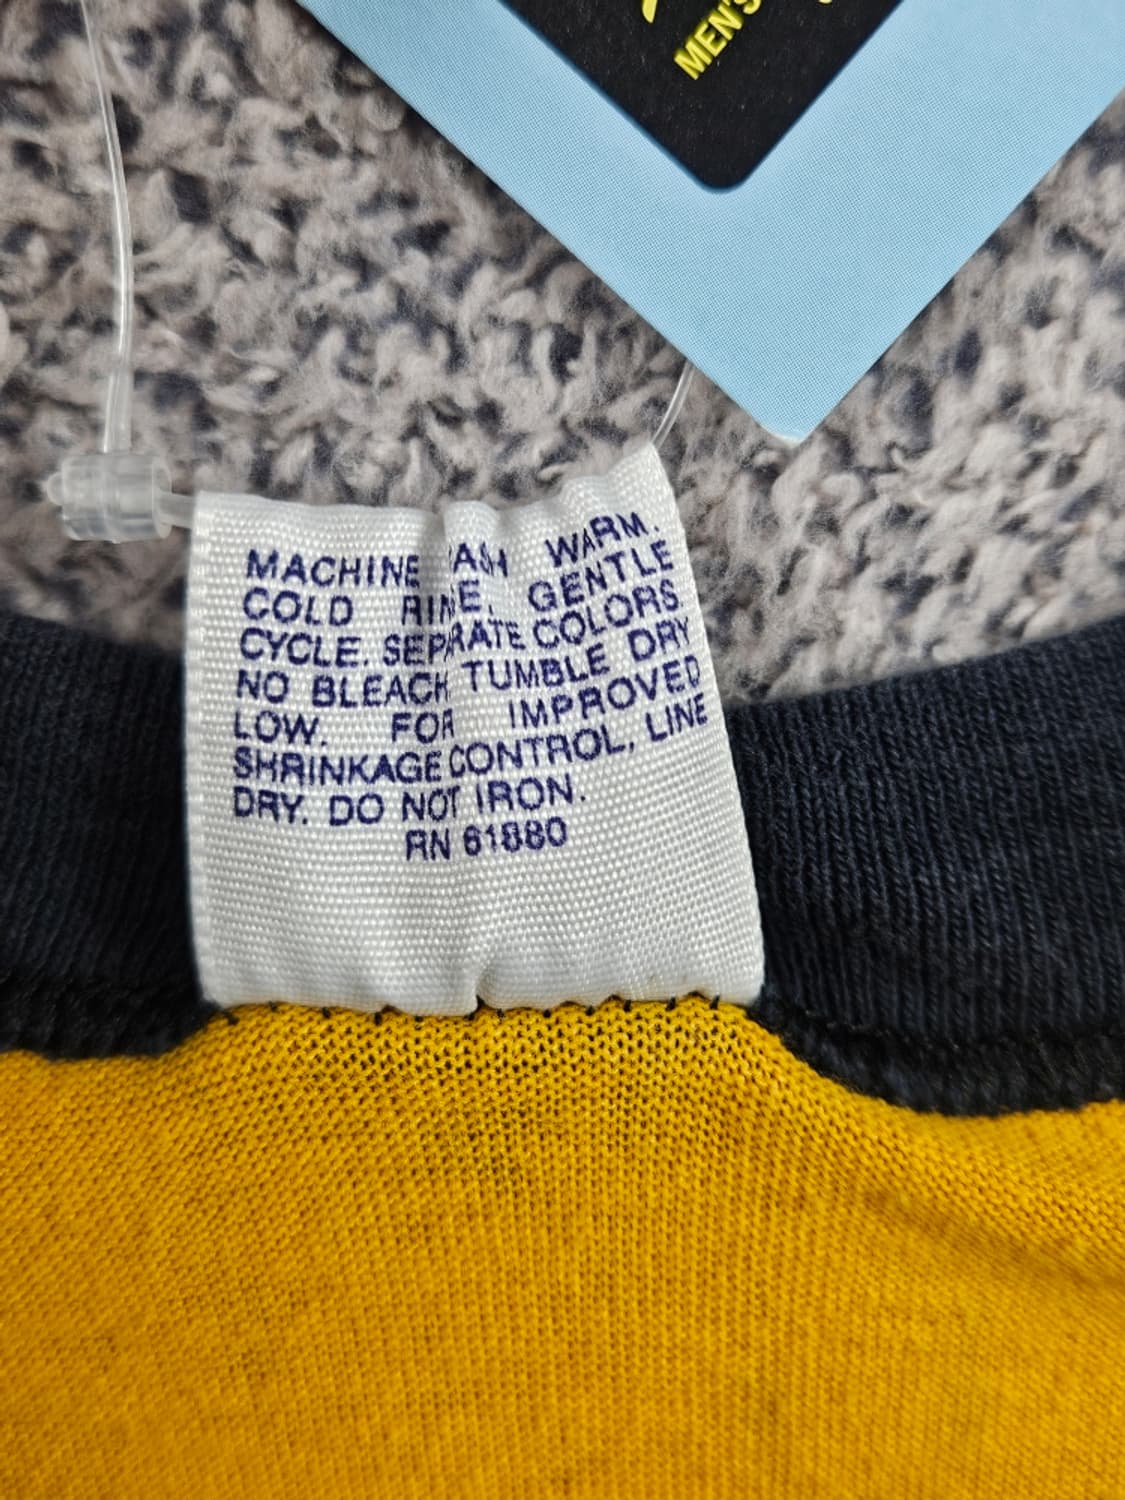 MEN'S
MACHINE WASH WARM.
COLD RINSE. GENTLE
CYCLE. SEPARATE COLORS
NO BLEACH TUMBLE DRY
LOW. FOR IMPROVED
SHRINKAGE CONTROL, LINE
DRY. DO NOT IRON.
RN 61880